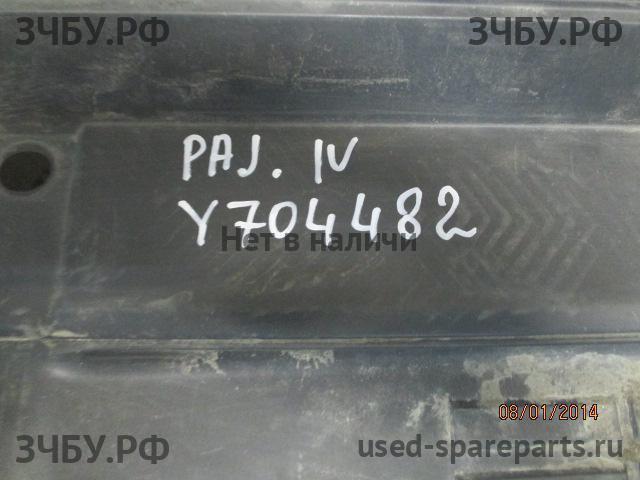 ЗЧБУ.РФ ЗЧБУ.РФ
PAJ. IV
Y704482
Нет в наличи
08/01/2014
ЗЧБУ.РФ used-spareparts.ru